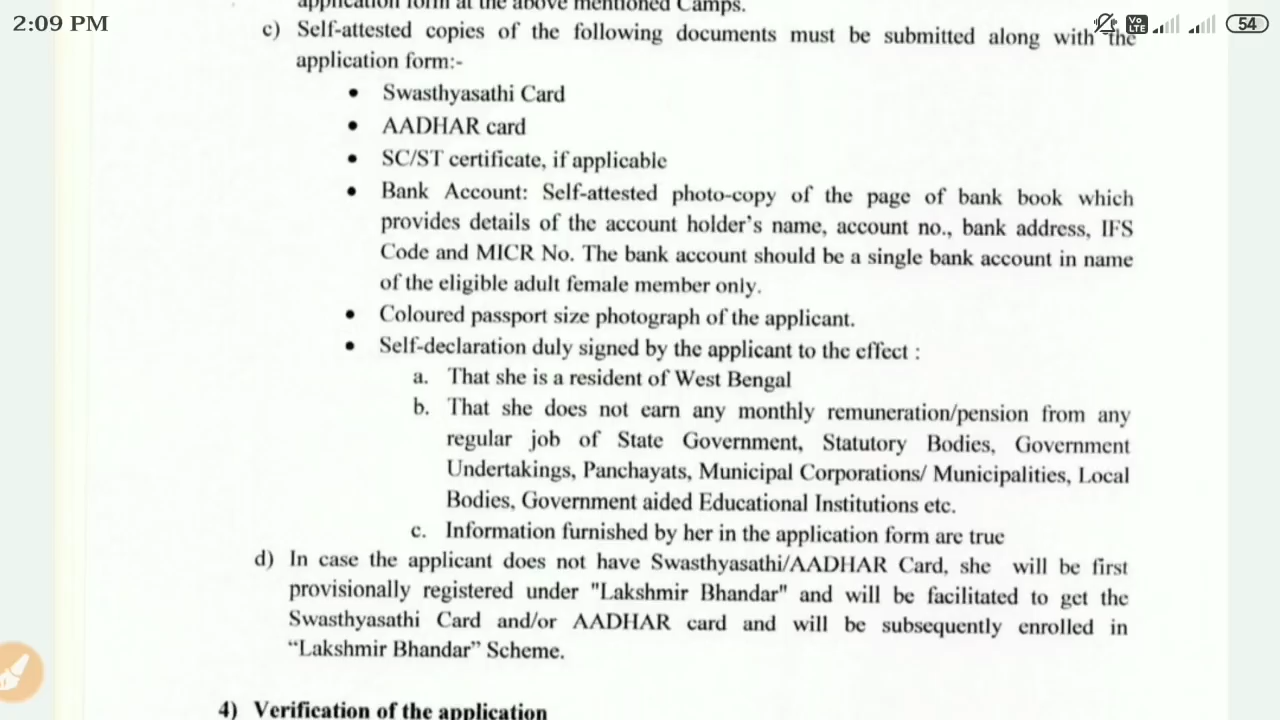 2:09 PM
Vo LTE
54
application form at the above mentioned Camps.
c) Self-attested copies of the following documents must be submitted along with the
application form:-
• Swasthyasathi Card
• AADHAR card
• SC/ST certificate, if applicable
• Bank Account: Self-attested photo-copy of the page of bank book which
provides details of the account holder's name, account no., bank address, IFS
Code and MICR No. The bank account should be a single bank account in name
of the eligible adult female member only.
• Coloured passport size photograph of the applicant.
• Self-declaration duly signed by the applicant to the effect :
a. That she is a resident of West Bengal
b. That she does not earn any monthly remuneration/pension from any
regular job of State Government, Statutory Bodies, Government
Undertakings, Panchayats, Municipal Corporations/ Municipalities, Local
Bodies, Government aided Educational Institutions etc.
c. Information furnished by her in the application form are true
d) In case the applicant does not have Swasthyasathi/AADHAR Card, she will be first
provisionally registered under "Lakshmir Bhandar" and will be facilitated to get the
Swasthyasathi Card and/or AADHAR card and will be subsequently enrolled in
“Lakshmir Bhandar” Scheme.
4) Verification of the application